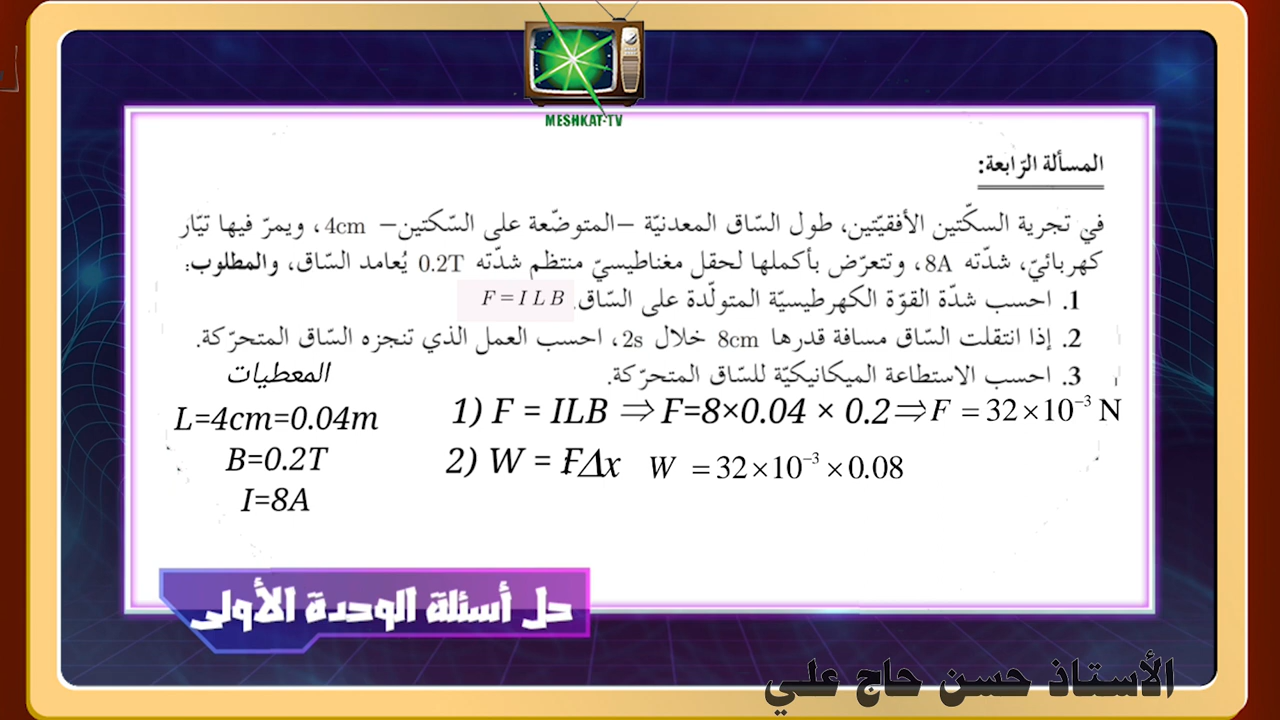 MESHKAT-TV
المسألة الرّابعة:
في تجربة السكّتين الأفقيّتين، طول السّاق المعدنيّة –المتوضّعة على السّكتين– 4cm، ويمرّ فيها تيّار
كهربائيّ، شدّته 8A، وتتعرّض بأكملها لحقل مغناطيسيّ منتظم شدّته 0.2T يُعامد السّاق، والمطلوب:
1. احسب شدّة القوّة الكهرطيسيّة المتولّدة على السّاق. F = I L B
2. إذا انتقلت السّاق مسافة قدرها 8cm خلال 2s، احسب العمل الذي تنجزه السّاق المتحرّكة.
3. احسب الاستطاعة الميكانيكيّة للسّاق المتحرّكة.
المعطيات
L=4cm=0.04m
B=0.2T
I=8A
1) F = ILB ⇒ F=8×0.04 × 0.2⇒ F = 32×10⁻³ N
2) W = FΔx W = 32×10⁻³ ×0.08
حل أسئلة الوحدة الأولى
الأستاذ حسن حاج علي